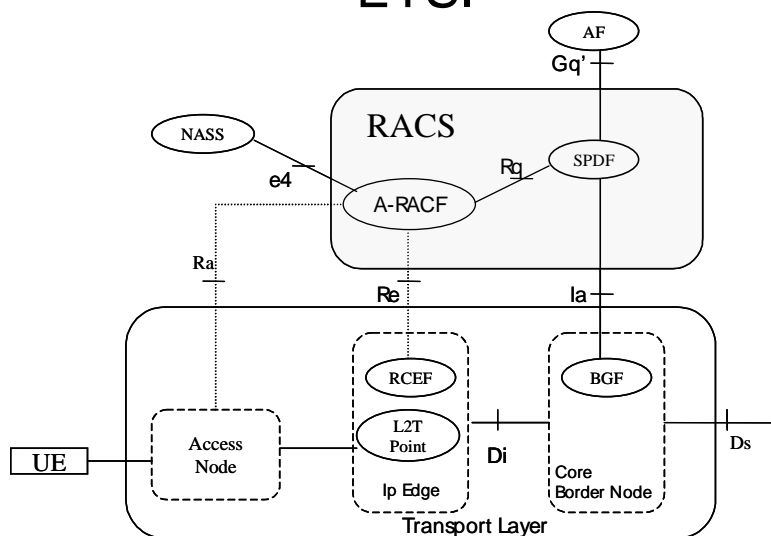 AF
Gq’
RACS
NASS
SPDF
Rq
e4
A-RACF
Ra
Re
Ia
RCEF
BGF
L2T
Point
Access
Node
UE
Di
Ds
Core
Border Node
Ip Edge
Transport Layer